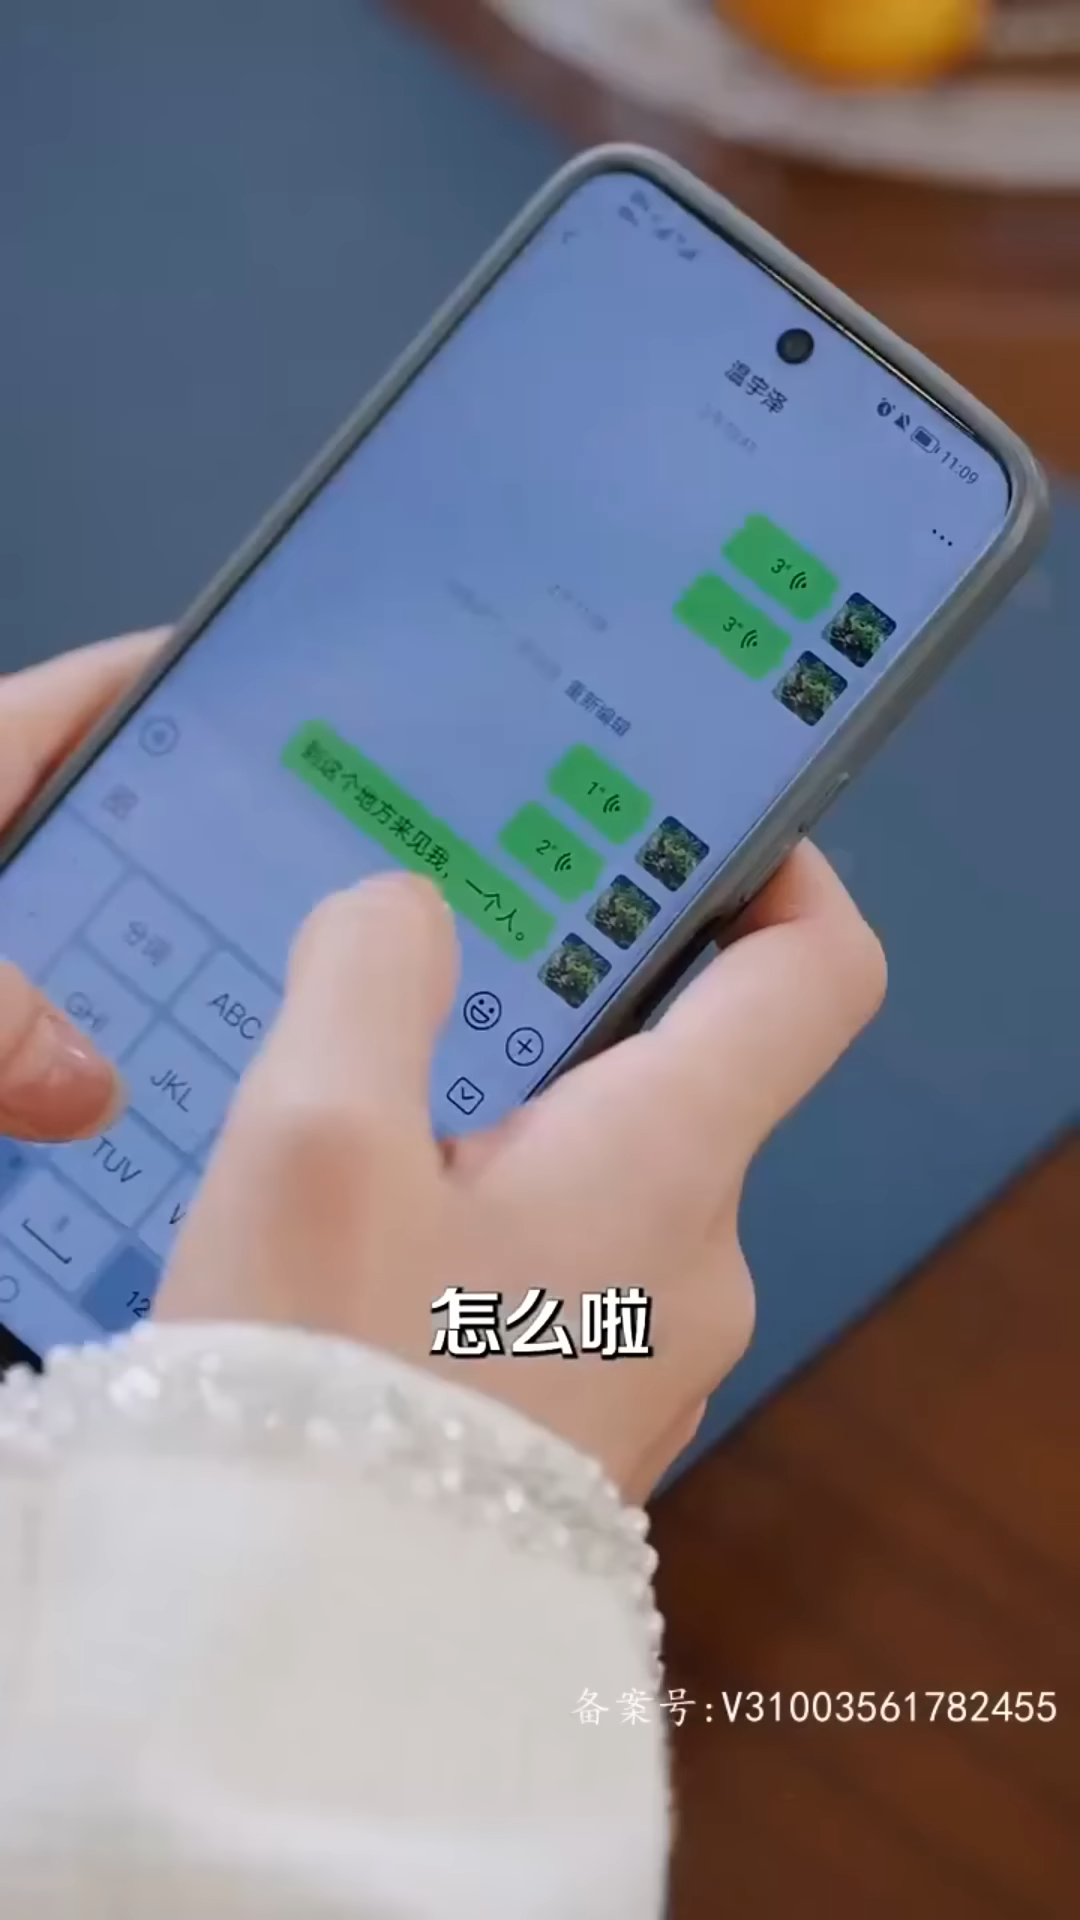 温宇泽
11:09
3"
3"
重新编辑
1"
2"
到这个地方来见我，一个人。
分词
ABC
GHI
JKL
TUV
12
怎么啦
备案号:V31003561782455